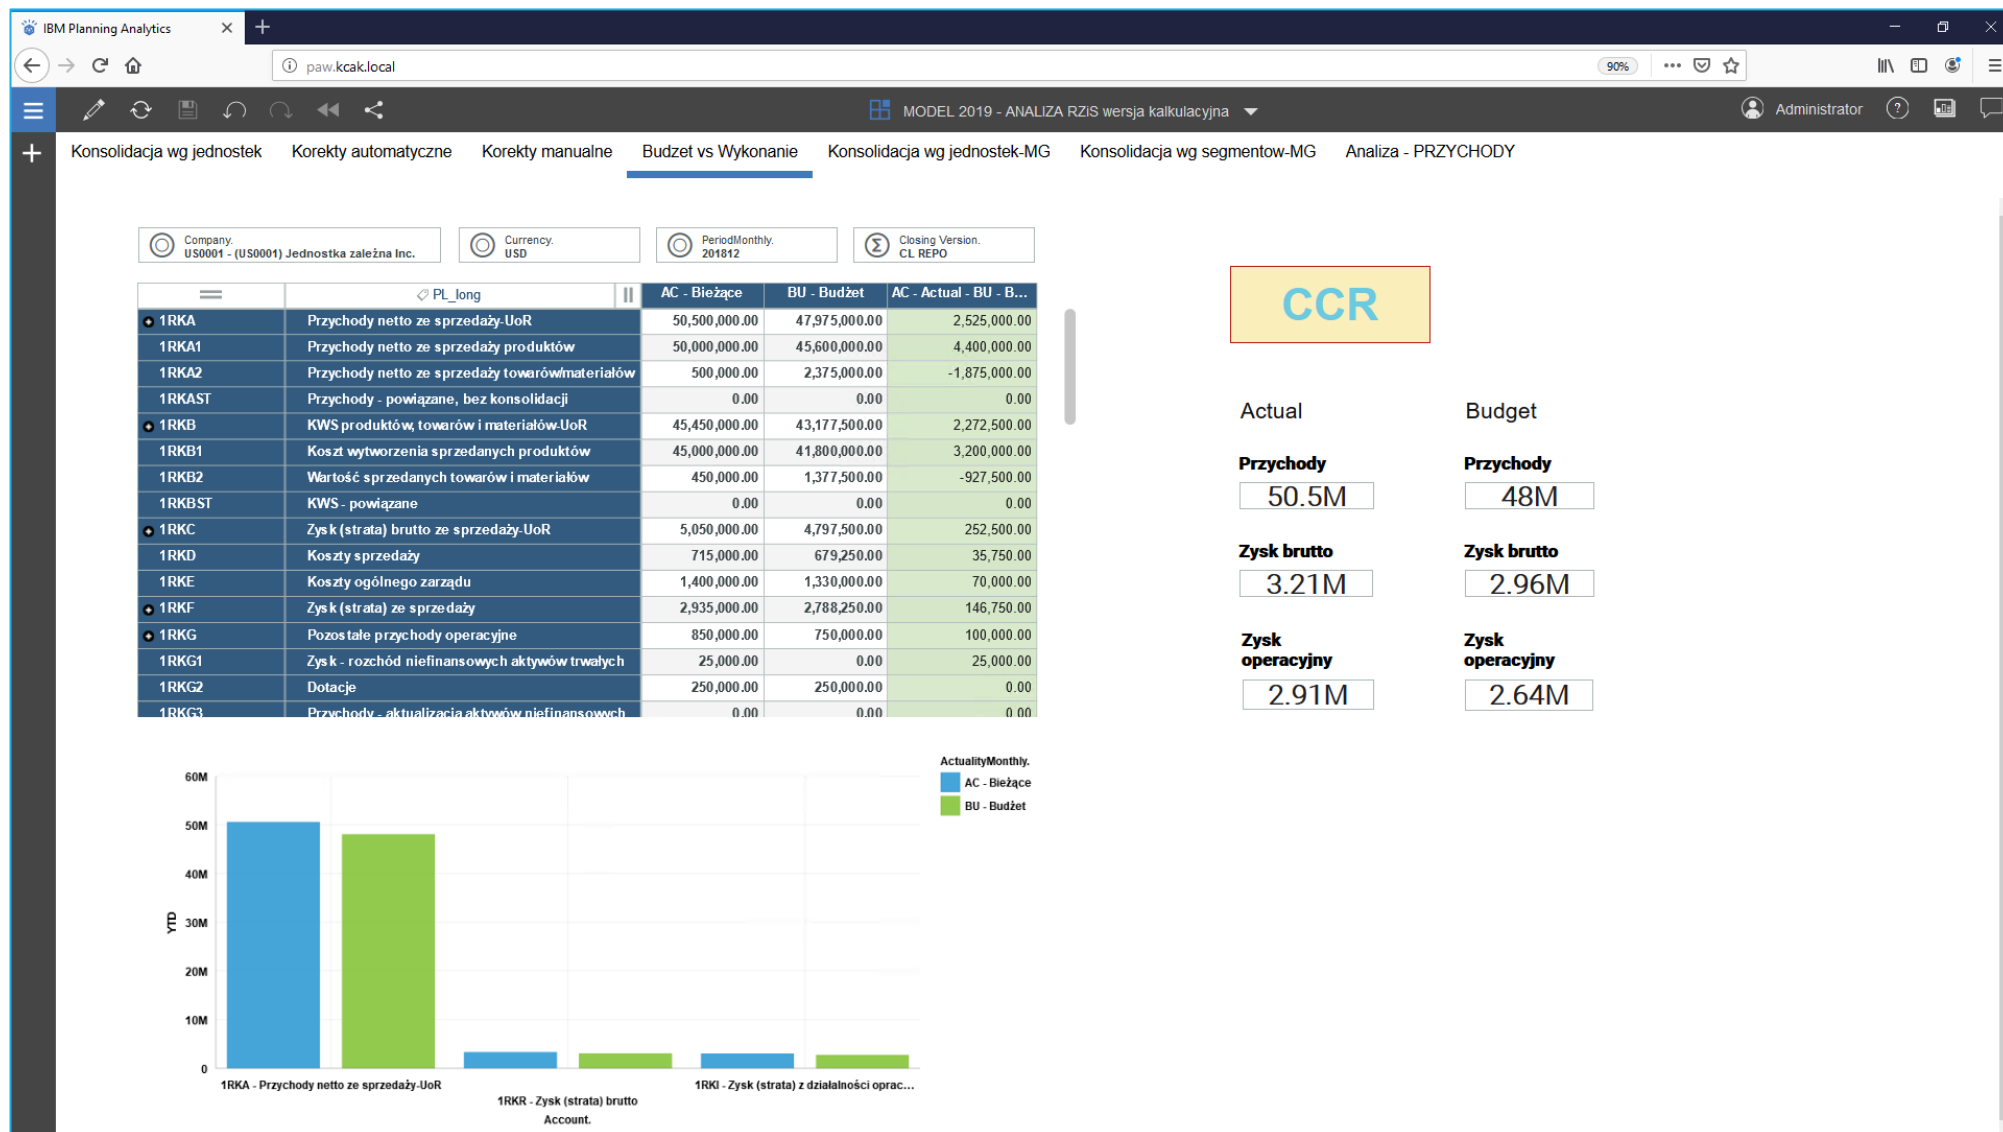 IBM Planning Analytics
paw.kcak.local
90%
MODEL 2019 - ANALIZA RZiS wersja kalkulacyjna
Administrator
Konsolidacja wg jednostek Korekty automatyczne Korekty manualne Budzet vs Wykonanie Konsolidacja wg jednostek-MG Konsolidacja wg segmentow-MG Analiza - PRZYCHODY
Company.
US0001 - (US0001) Jednostka zależna Inc.
Currency.
USD
PeriodMonthly.
201812
Closing Version.
CL REPO
PL_long AC - Bieżące BU - Budżet AC - Actual - BU - B...
1RKA Przychody netto ze sprzedaży-UoR 50,500,000.00 47,975,000.00 2,525,000.00
1RKA1 Przychody netto ze sprzedaży produktów 50,000,000.00 45,600,000.00 4,400,000.00
1RKA2 Przychody netto ze sprzedaży towarów/materiałów 500,000.00 2,375,000.00 -1,875,000.00
1RKAST Przychody - powiązane, bez konsolidacji 0.00 0.00 0.00
1RKB KWS produktów, towarów i materiałów-UoR 45,450,000.00 43,177,500.00 2,272,500.00
1RKB1 Koszt wytworzenia sprzedanych produktów 45,000,000.00 41,800,000.00 3,200,000.00
1RKB2 Wartość sprzedanych towarów i materiałów 450,000.00 1,377,500.00 -927,500.00
1RKBST KWS - powiązane 0.00 0.00 0.00
1RKC Zysk (strata) brutto ze sprzedaży-UoR 5,050,000.00 4,797,500.00 252,500.00
1RKD Koszty sprzedaży 715,000.00 679,250.00 35,750.00
1RKE Koszty ogólnego zarządu 1,400,000.00 1,330,000.00 70,000.00
1RKF Zysk (strata) ze sprzedaży 2,935,000.00 2,788,250.00 146,750.00
1RKG Pozostałe przychody operacyjne 850,000.00 750,000.00 100,000.00
1RKG1 Zysk - rozchód niefinansowych aktywów trwałych 25,000.00 0.00 25,000.00
1RKG2 Dotacje 250,000.00 250,000.00 0.00
1RKG3 Przychody - aktualizacja aktywów niefinansowych 0.00 0.00 0.00
CCR
Actual Budget
Przychody Przychody
50.5M 48M
Zysk brutto Zysk brutto
3.21M 2.96M
Zysk Zysk
operacyjny operacyjny
2.91M 2.64M
ActualityMonthly.
AC - Bieżące
BU - Budżet
60M
50M
40M
30M
20M
10M
0
YTD
1RKA - Przychody netto ze sprzedaży-UoR 1RKI - Zysk (strata) z działalności oprac...
1RKR - Zysk (strata) brutto
Account.